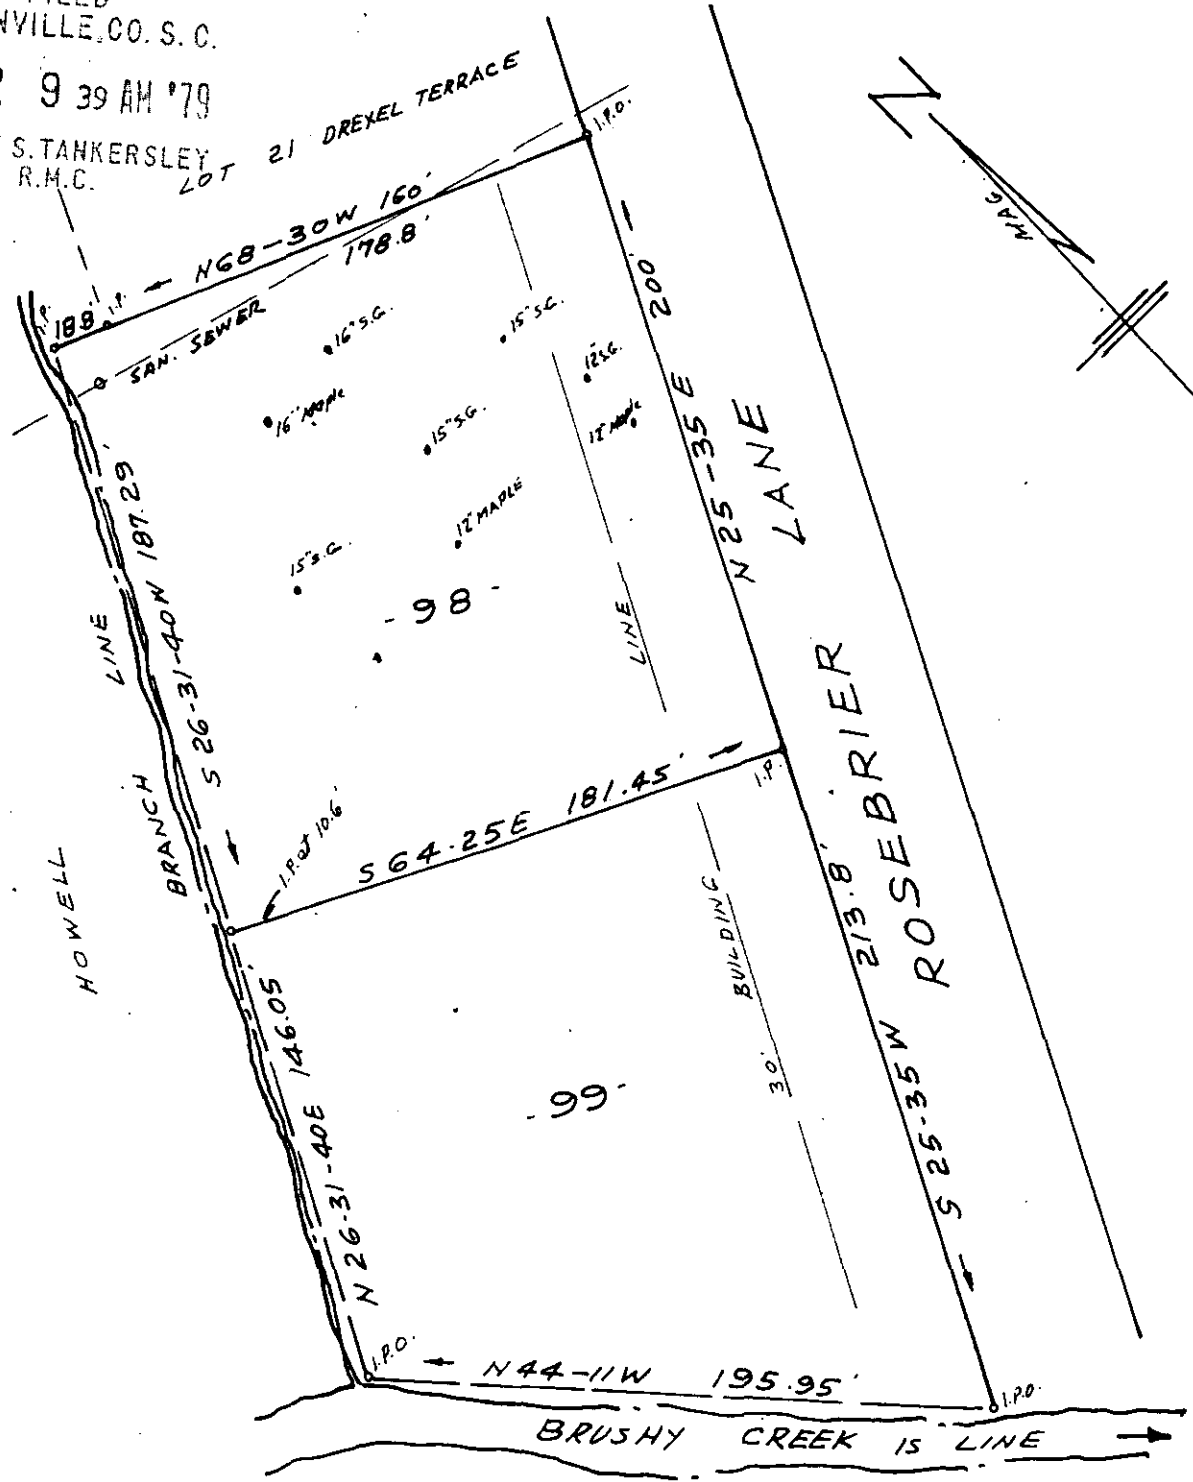 NVILLE.CO. S. C.
9 39 AM '79
S. TANKERSLEY
R.M.C.
LOT 21 DREXEL TERRACE
I.P.O.
N68-30W 160'
178.8'
I.P.
I.P.
188'
SAN. SEWER
16" S.G.
15" S.G.
12" S.G.
16" Maple
15" S.G.
12" Maple
12" MAPLE
15" S.G.
MAG
200'
N 25-35 E
ROSEBRIER LANE
- 98 -
LINE
S 26-31-40W 187.29'
BRANCH LINE
HOWELL
I.P. at 10.6'
S 64.25E 181.45'
I.P.
30' BUILDING
213.8'
S 25-35 W
N 26-31-40E 146.05'
- 99 -
I.P.O.
N 44-11W 195.95'
I.P.O.
BRUSHY CREEK IS LINE